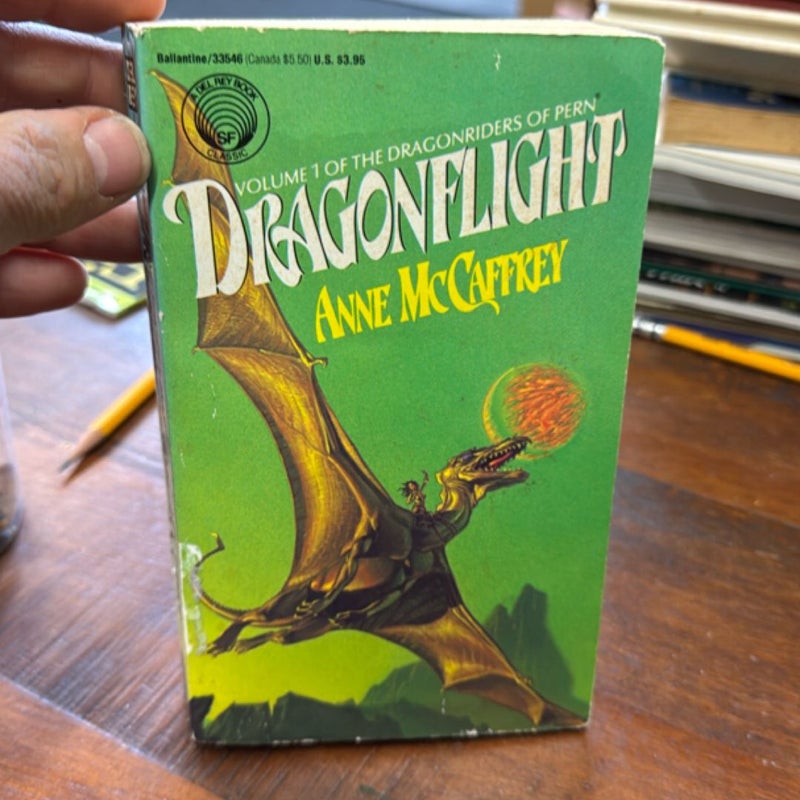 Ballantine/33546 (Canada $5.50) U.S. $3.95
A DEL REY BOOK
SF
CLASSIC
VOLUME 1 OF THE DRAGONRIDERS OF PERN
DRAGONFLIGHT
ANNE McCAFFREY